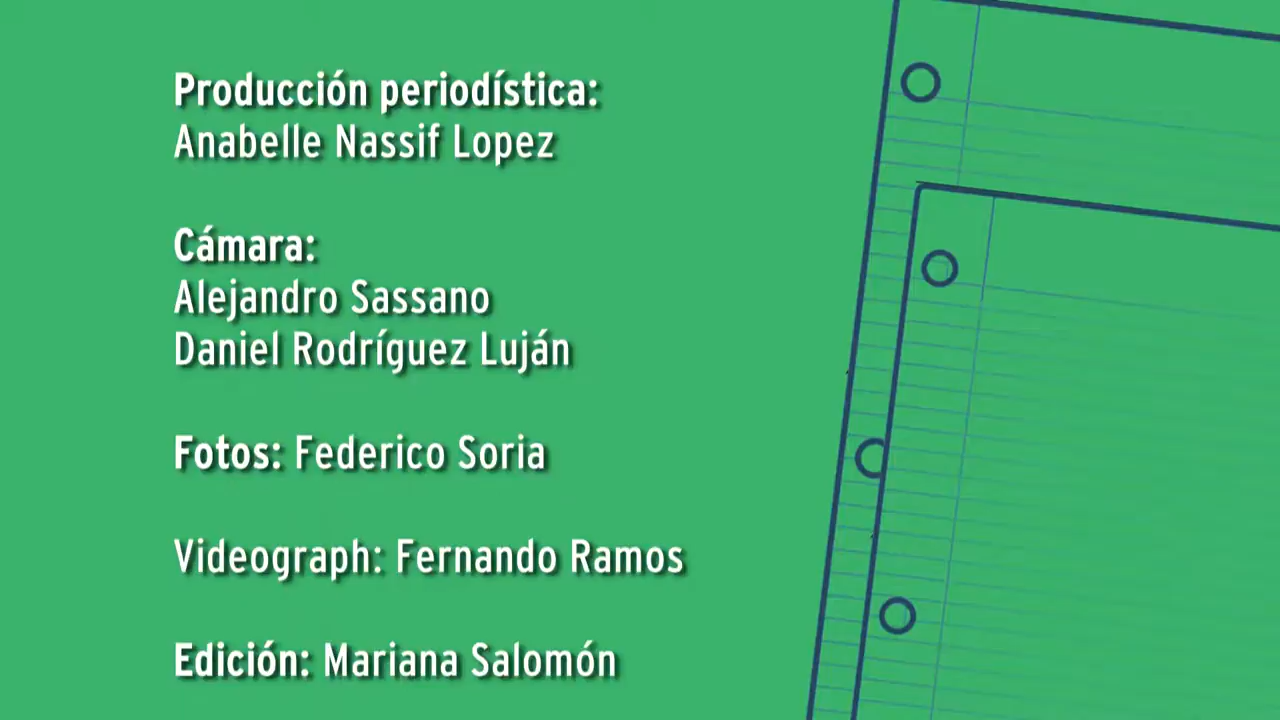 Producción periodística:
Anabelle Nassif Lopez
Cámara:
Alejandro Sassano
Daniel Rodríguez Luján
Fotos: Federico Soria
Videograph: Fernando Ramos
Edición: Mariana Salomón